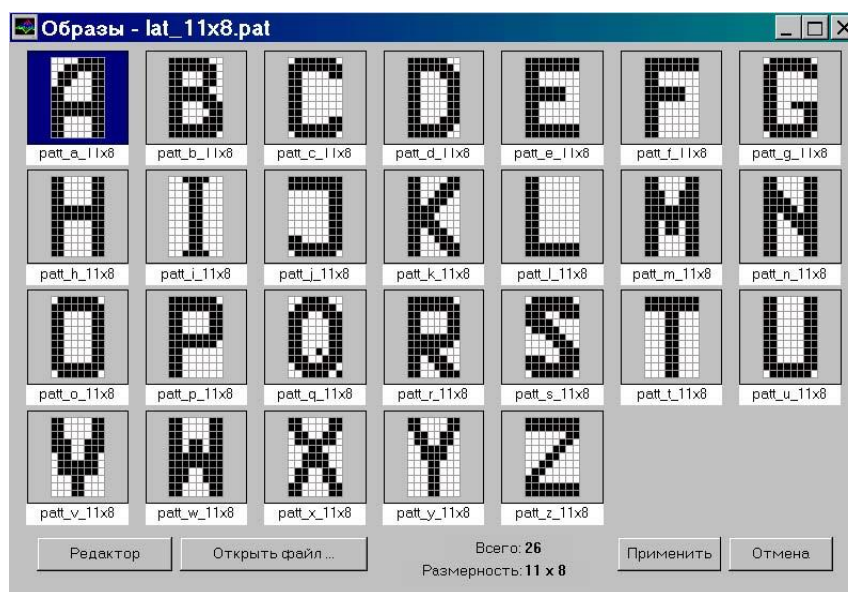 Образы - lat_11x8.pat
A B C D E F G
patt_a_11x8 patt_b_11x8 patt_c_11x8 patt_d_11x8 patt_e_11x8 patt_f_11x8 patt_g_11x8
H I J K L M N
patt_h_11x8 patt_i_11x8 patt_j_11x8 patt_k_11x8 patt_l_11x8 patt_m_11x8 patt_n_11x8
O P Q R S T U
patt_o_11x8 patt_p_11x8 patt_q_11x8 patt_r_11x8 patt_s_11x8 patt_t_11x8 patt_u_11x8
V W X Y Z
patt_v_11x8 patt_w_11x8 patt_x_11x8 patt_y_11x8 patt_z_11x8
Редактор Открыть файл ... Всего: 26 Применить Отмена
Размерность: 11 x 8